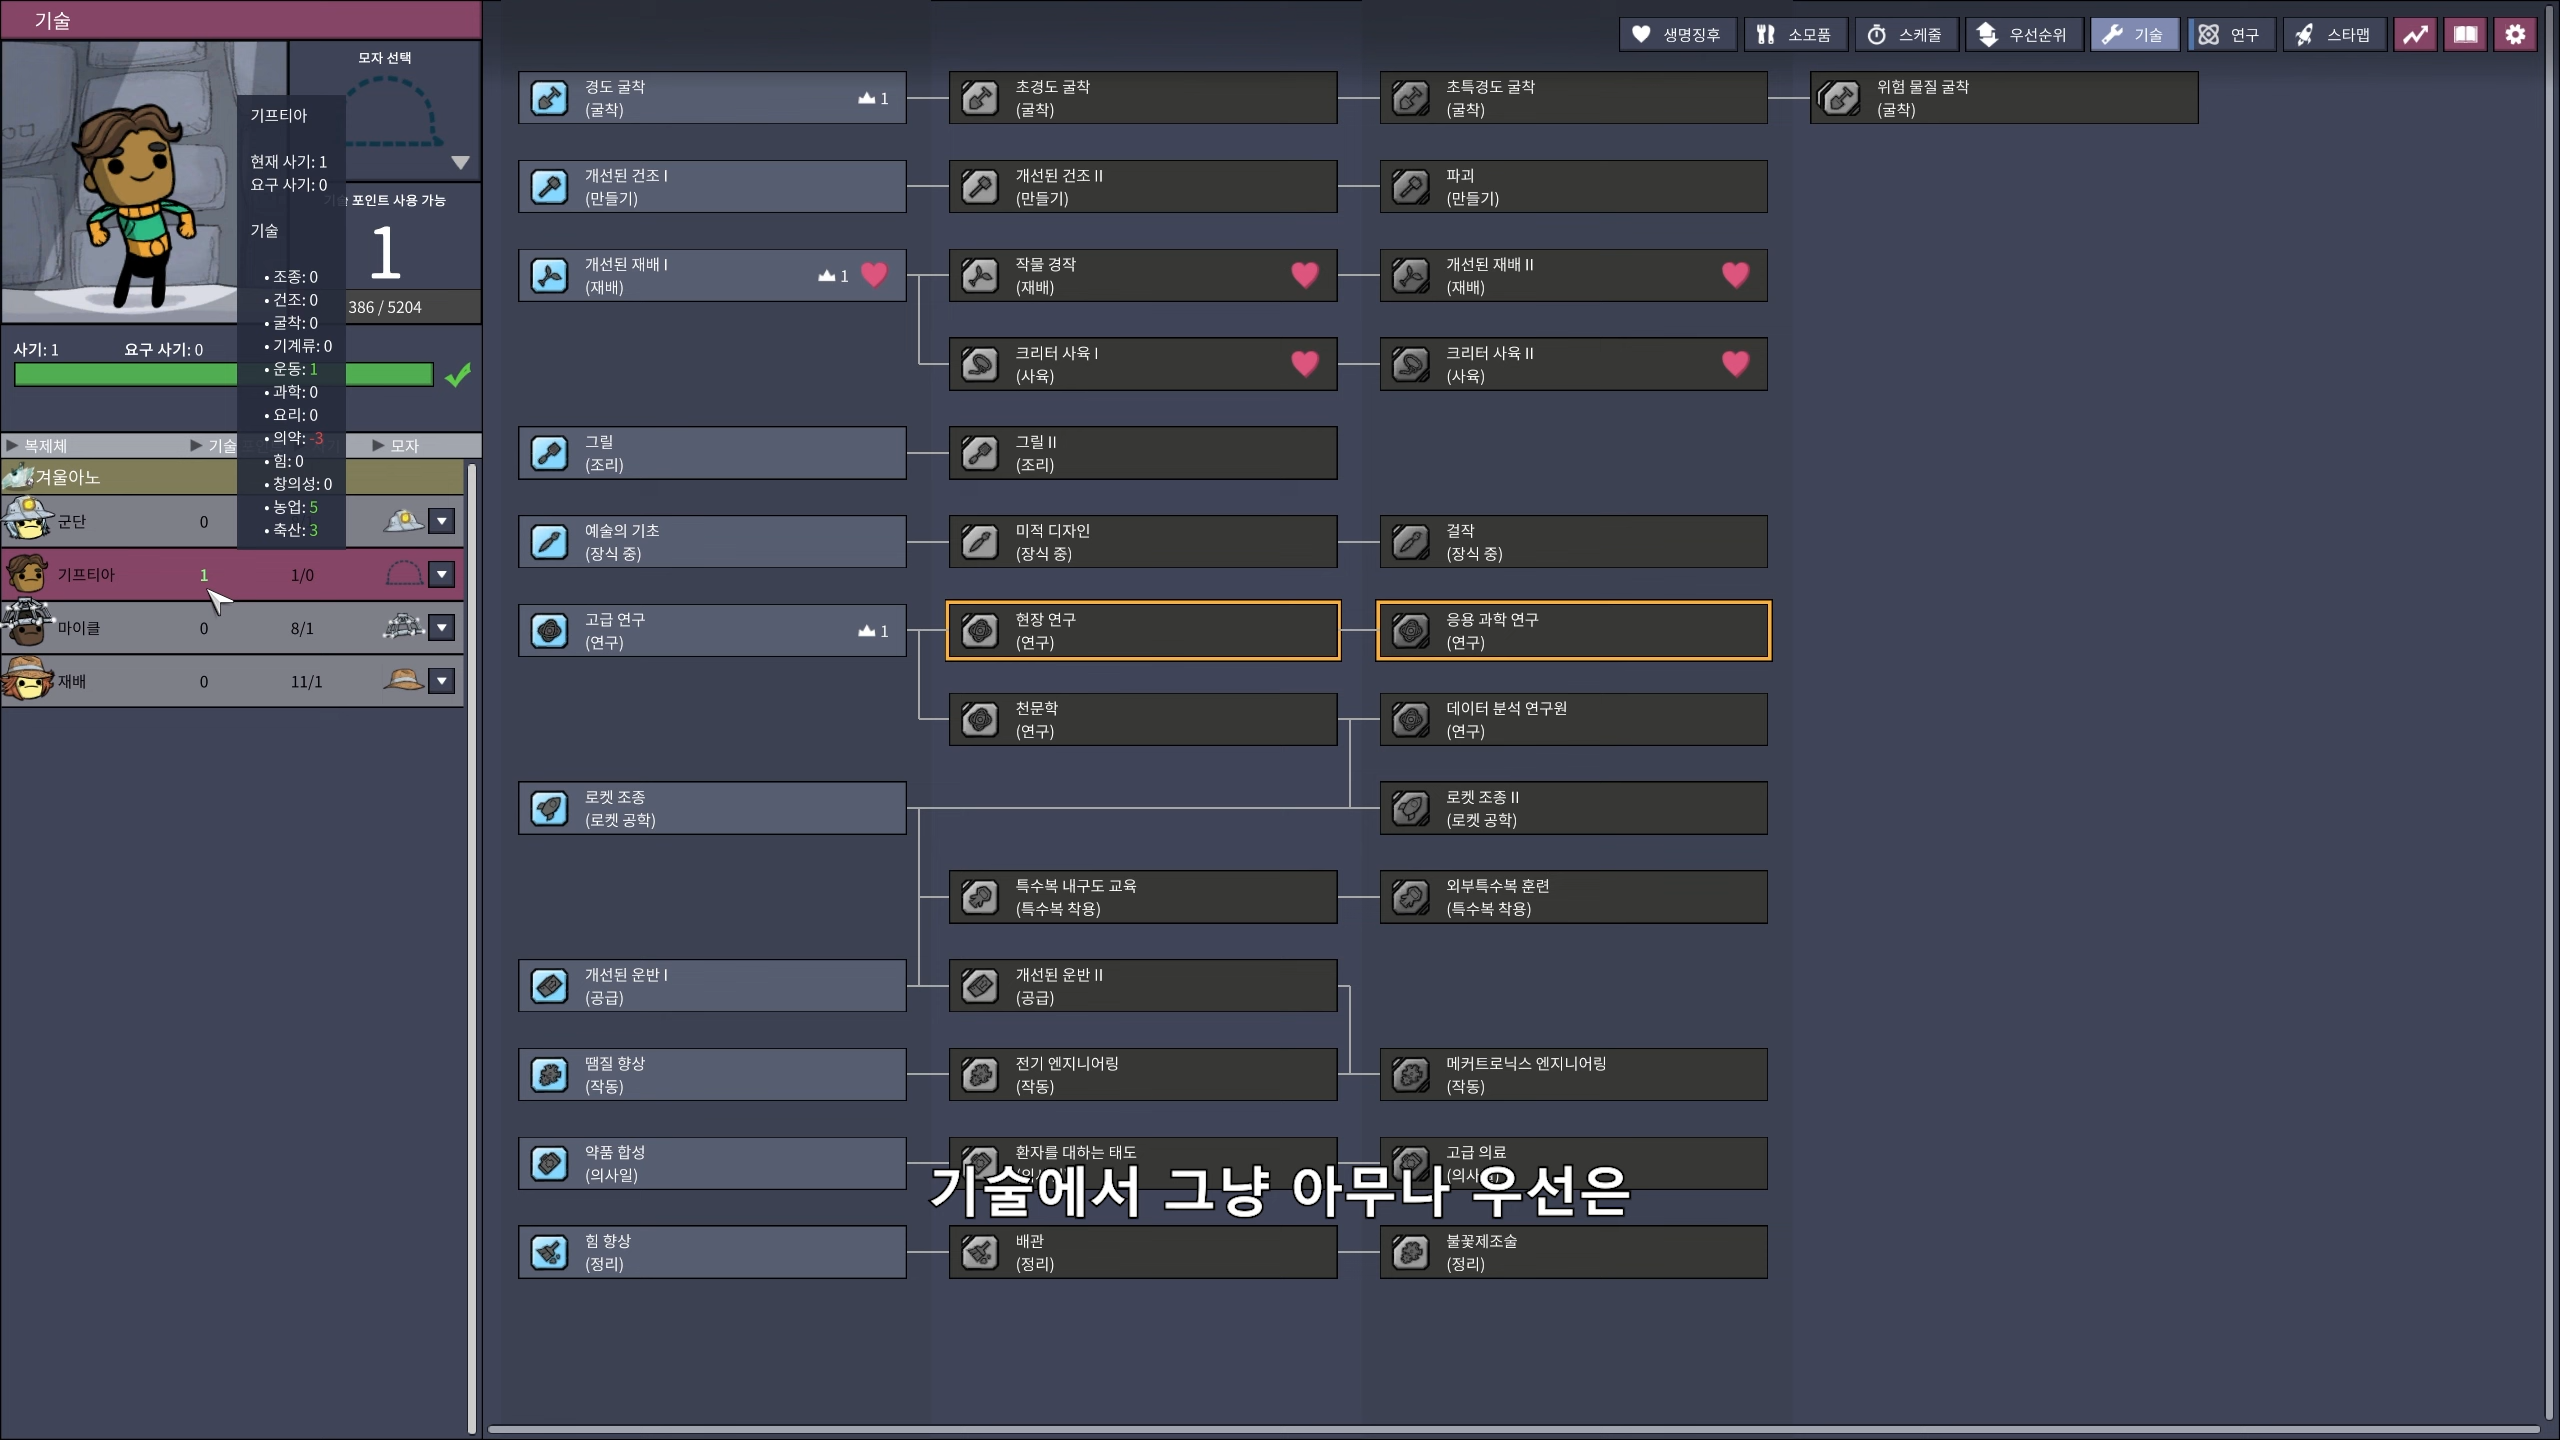 기술
생명징후
소모품
스케줄
우선순위
기술
연구
스타맵
모자 선택
기프티아
현재 사기: 1
요구 사기: 0
기술
• 조종: 0
• 건조: 0
• 굴착: 0
• 기계류: 0
• 운동: 1
• 과학: 0
• 요리: 0
• 의약: -3
• 힘: 0
• 창의성: 0
• 농업: 5
• 축산: 3
기술 포인트 사용 가능
1
386 / 5204
사기: 1
요구 사기: 0
복제체
기술
모자
겨울아노
군단
0
기프티아
1
1/0
마이클
0
8/1
재배
0
11/1
경도 굴착
(굴착)
1
초경도 굴착
(굴착)
초특경도 굴착
(굴착)
위험 물질 굴착
(굴착)
개선된 건조 I
(만들기)
개선된 건조 II
(만들기)
파괴
(만들기)
개선된 재배 I
(재배)
1
작물 경작
(재배)
개선된 재배 II
(재배)
크리터 사육 I
(사육)
크리터 사육 II
(사육)
그릴
(조리)
그릴 II
(조리)
예술의 기초
(장식 중)
미적 디자인
(장식 중)
걸작
(장식 중)
고급 연구
(연구)
1
현장 연구
(연구)
응용 과학 연구
(연구)
천문학
(연구)
데이터 분석 연구원
(연구)
로켓 조종
(로켓 공학)
로켓 조종 II
(로켓 공학)
특수복 내구도 교육
(특수복 착용)
외부특수복 훈련
(특수복 착용)
개선된 운반 I
(공급)
개선된 운반 II
(공급)
땜질 향상
(작동)
전기 엔지니어링
(작동)
메커트로닉스 엔지니어링
(작동)
약품 합성
(의사일)
환자를 대하는 태도
고급 의료
기술에서 그냥 아무나 우선은
힘 향상
(정리)
배관
(정리)
불꽃제조술
(정리)